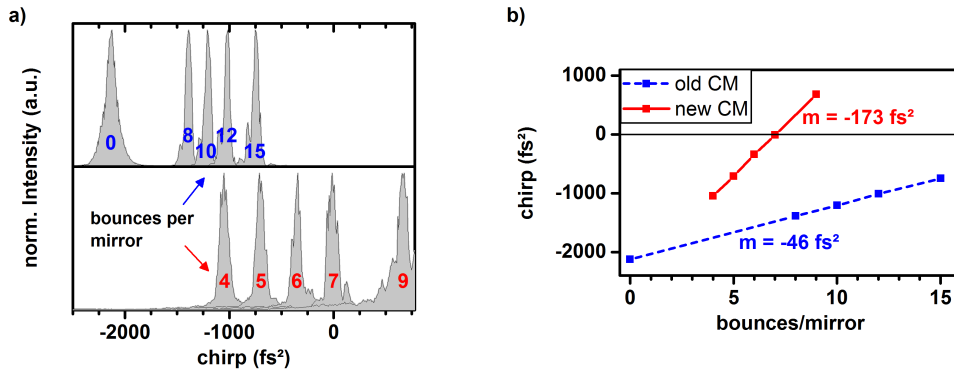 a)
norm. Intensity (a.u.)
0
8
10
12
15
bounces per
mirror
4
5
6
7
9
-2000
-1000
0
chirp (fs²)
b)
chirp (fs²)
1000
0
-1000
-2000
old CM
new CM
m = -173 fs²
m = -46 fs²
0
5
10
15
bounces/mirror